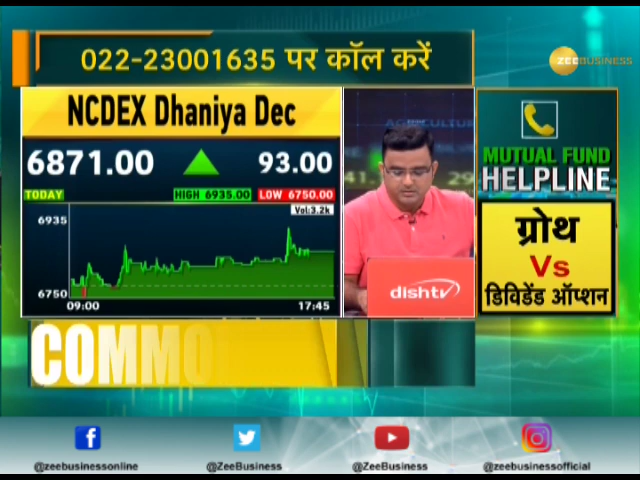 022-23001635 पर कॉल करें
ZEEBUSINESS
NCDEX Dhaniya Dec
6871.00
93.00
TODAY
HIGH 6935.00
LOW 6750.00
Vol:3.2k
6935
6750
09:00
17:45
AGRICULTURE
dishtv
MUTUAL FUND
HELPLINE
ग्रोथ
Vs
डिविडेंड ऑप्शन
COMMO
@zeebusinessonline
@ZeeBusiness
@ZeeBusiness
@zeebusinessofficial